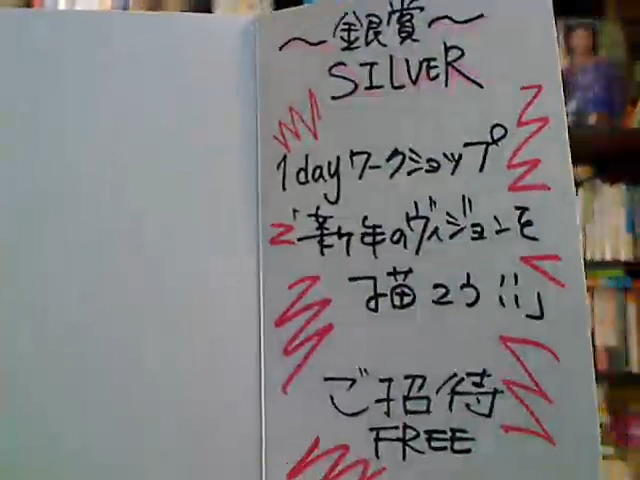 ～銀賞～
SILVER
1dayワークショップ
「新年のヴィジョンを
描こう!!」
ご招待
FREE